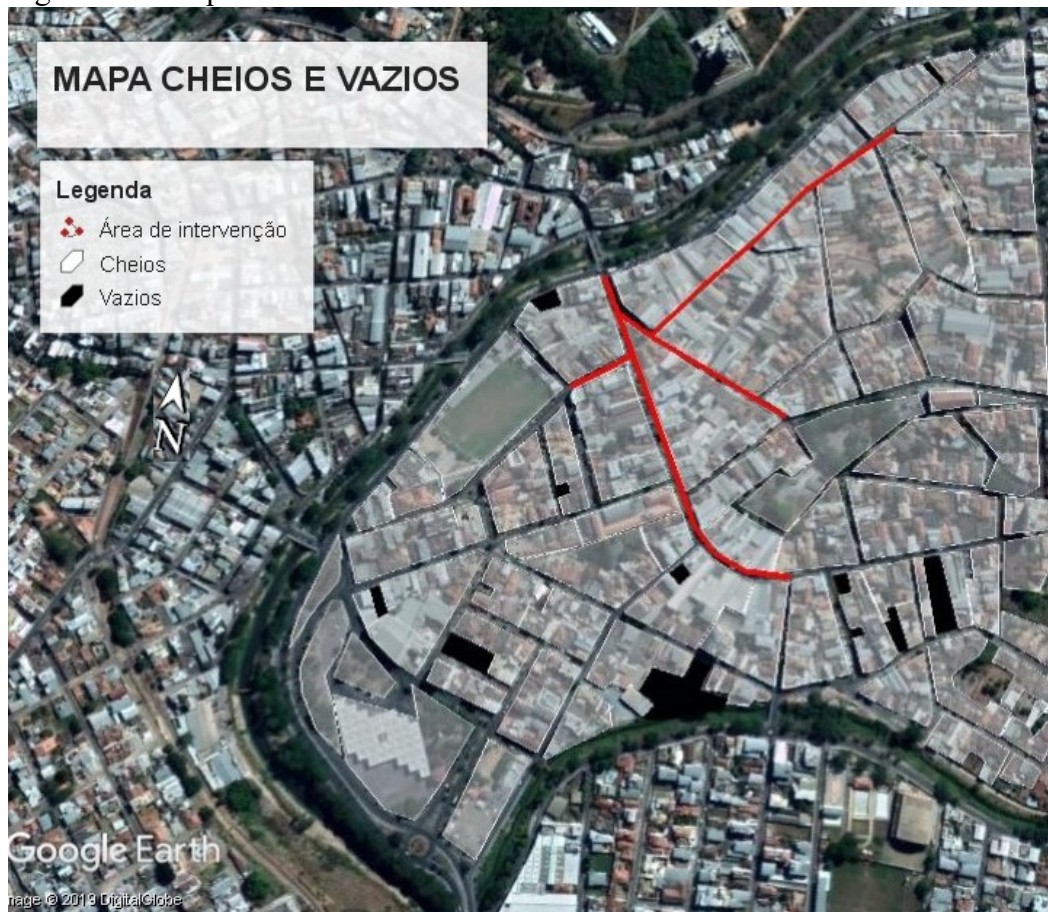 MAPA CHEIOS E VAZIOS
Legenda
Área de intervenção
Cheios
Vazios
N
Google Earth
mage © 2019 DigitalGlobe